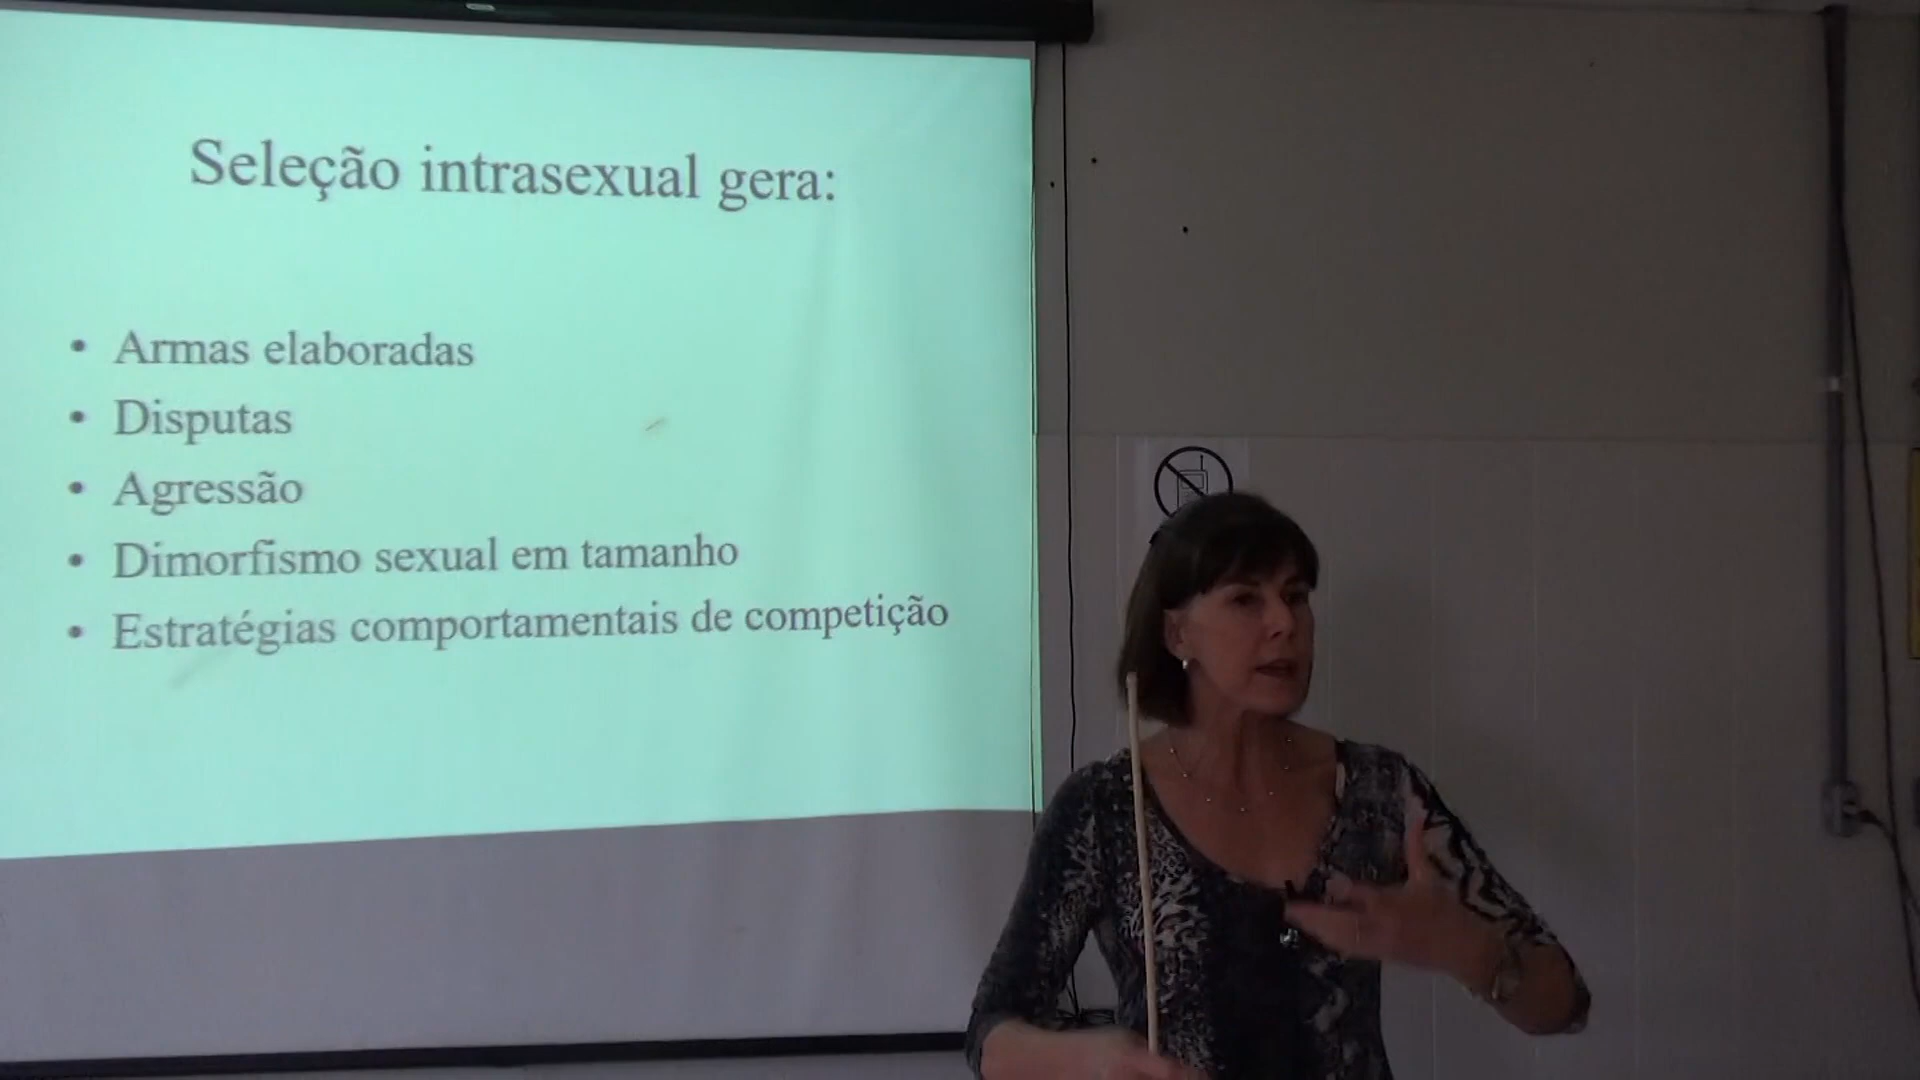 Seleção intrasexual gera:
• Armas elaboradas
• Disputas
• Agressão
• Dimorfismo sexual em tamanho
• Estratégias comportamentais de competição